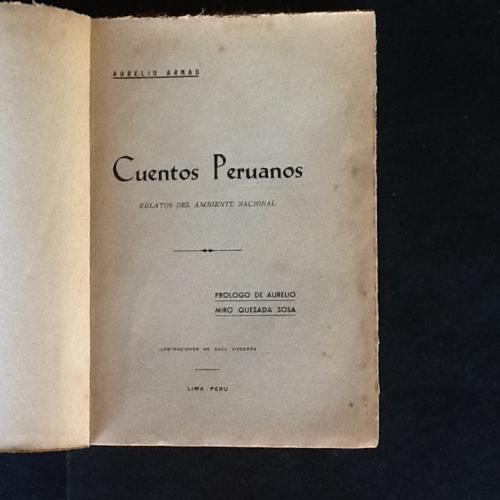 AURELIO ARNAO
Cuentos Peruanos
RELATOS DEL AMBIENTE NACIONAL
PROLOGO DE AURELIO
MIRO QUESADA SOSA
ILUSTRACIONES DE RAUL VIZCARRA
LIMA - PERU